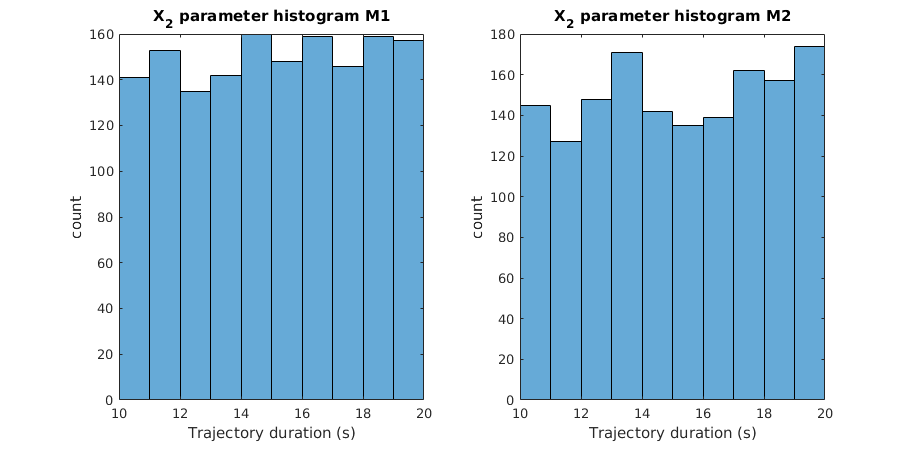 X2 parameter histogram M1
160
140
120
100
80
60
40
20
0
count
10 12 14 16 18 20
Trajectory duration (s)
X2 parameter histogram M2
180
160
140
120
100
80
60
40
20
0
count
10 12 14 16 18 20
Trajectory duration (s)